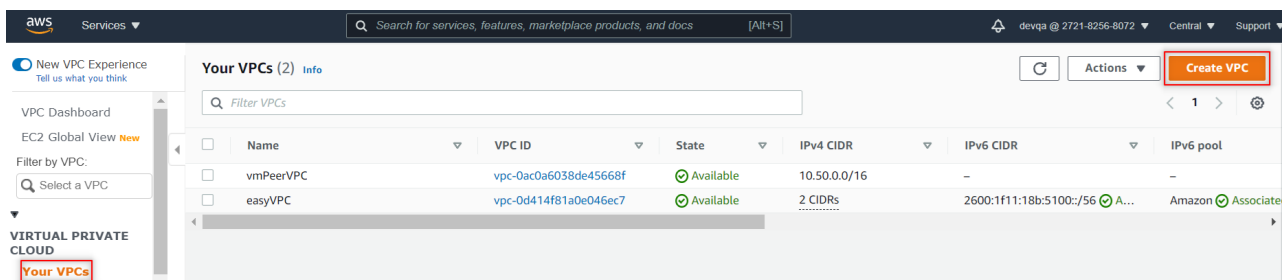 aws Services ▼ Search for services, features, marketplace products, and docs [Alt+S] devqa @ 2721-8256-8072 ▼ Central ▼ Support ▼
New VPC Experience
Tell us what you think
Your VPCs (2) Info
Actions ▼ Create VPC
Filter VPCs
1
VPC Dashboard
EC2 Global View New
Filter by VPC:
Select a VPC
VIRTUAL PRIVATE
CLOUD
Your VPCs
Name VPC ID State IPv4 CIDR IPv6 CIDR IPv6 pool
vmPeerVPC vpc-0ac0a6038de45668f Available 10.50.0.0/16 – –
easyVPC vpc-0d414f81a0e046ec7 Available 2 CIDRs 2600:1f11:18b:5100::/56 A... Amazon Associate